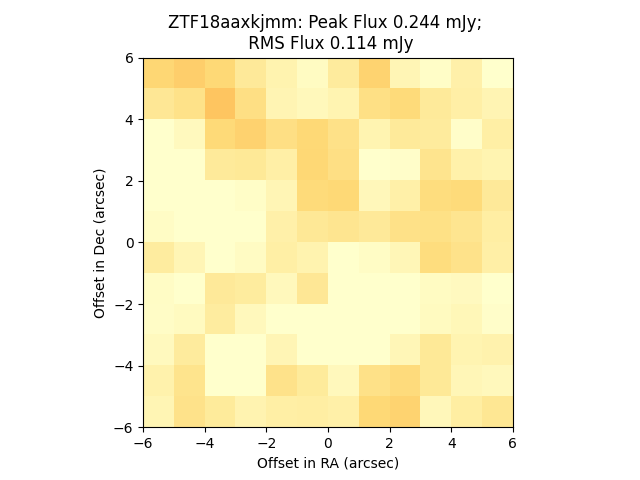 ZTF18aaxkjmm: Peak Flux 0.244 mJy;
RMS Flux 0.114 mJy
6
4
2
0
−2
−4
−6
Offset in Dec (arcsec)
−6 −4 −2 0 2 4 6
Offset in RA (arcsec)